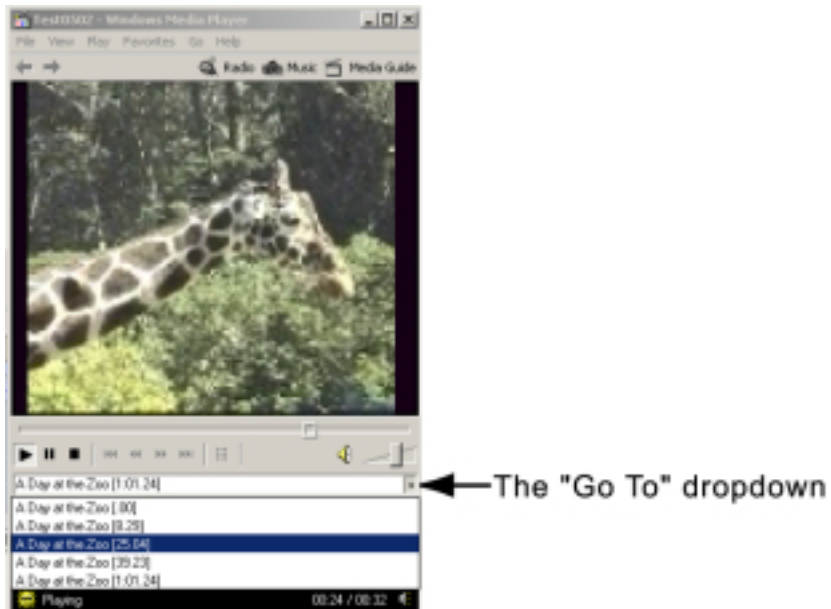 Test0502 - Windows Media Player
File View Play Favorites Go Help
Radio Music Media Guide
A Day at the Zoo [1:01.24]
The "Go To" dropdown
A Day at the Zoo [.00]
A Day at the Zoo [8.29]
A Day at the Zoo [25.04]
A Day at the Zoo [39.23]
A Day at the Zoo [1:01.24]
Playing 00:24 / 00:32